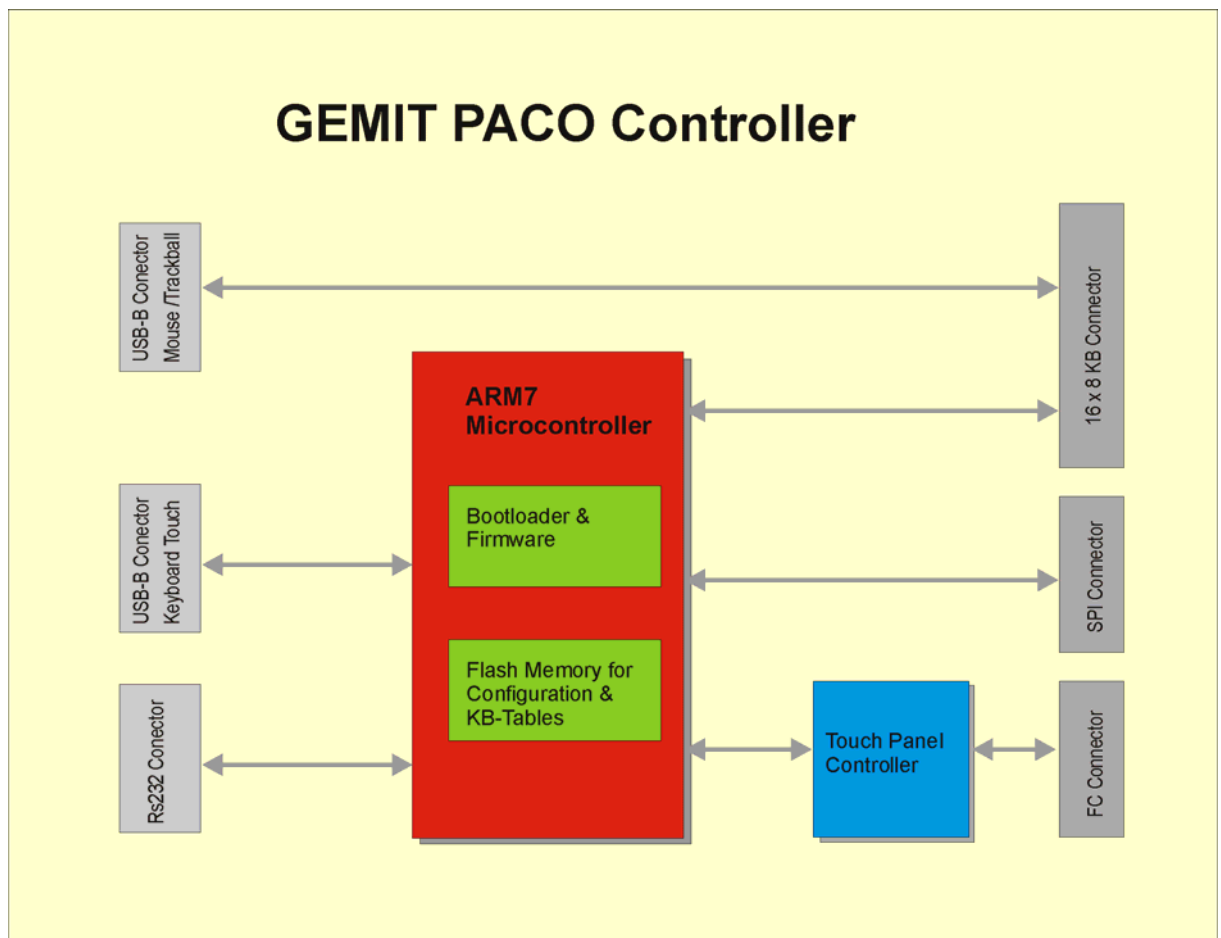 GEMIT PACO Controller
USB-B Conector
Mouse /Trackball
16 x 8 KB Connector
ARM7
Microcontroller
Bootloader &
Firmware
USB-B Conector
Keyboard Touch
SPI Connector
Flash Memory for
Configuration &
KB-Tables
Rs232 Conector
Touch Panel
Controller
FC Connector